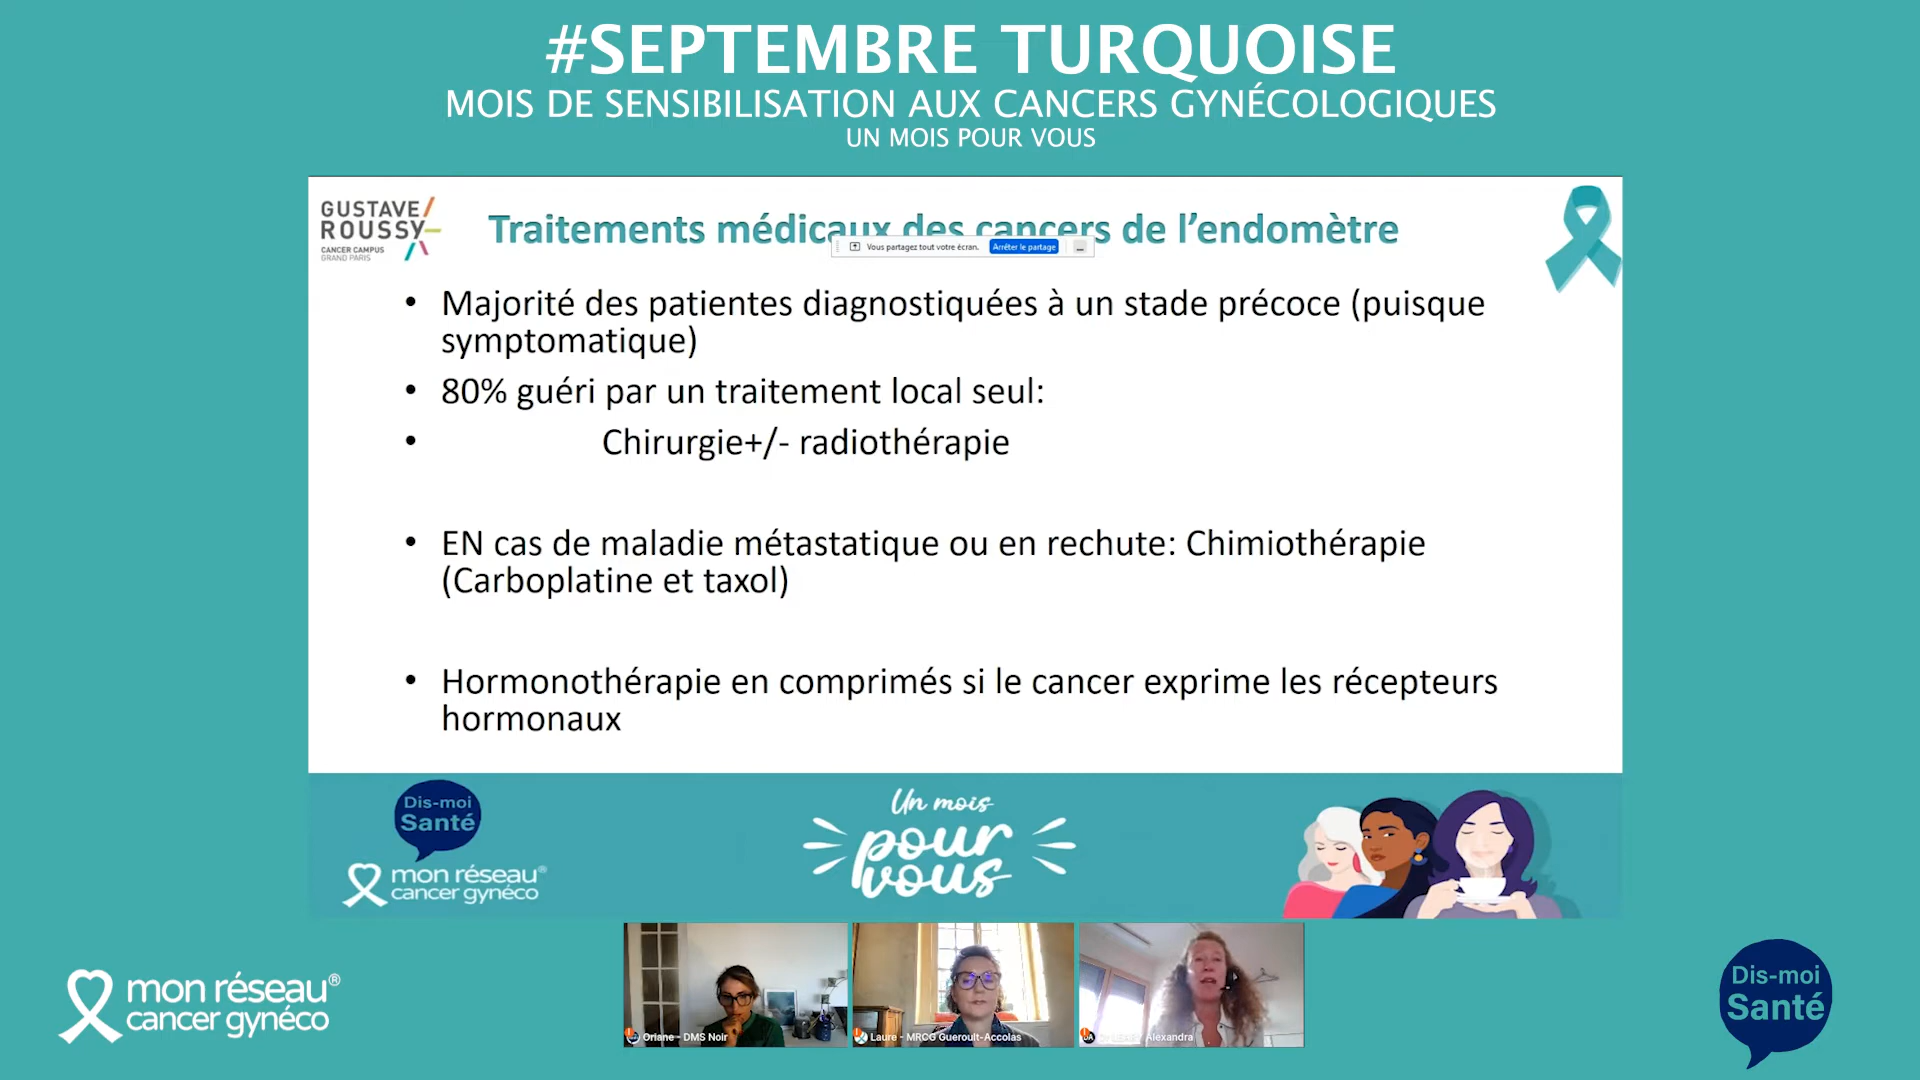 #SEPTEMBRE TURQUOISE
MOIS DE SENSIBILISATION AUX CANCERS GYNÉCOLOGIQUES
UN MOIS POUR VOUS
GUSTAVE/
ROUSSY
CANCER CAMPUS
GRAND PARIS
Traitements médicaux des cancers de l’endomètre
Vous partagez tout votre écran. Arrêter le partage
• Majorité des patientes diagnostiquées à un stade précoce (puisque
symptomatique)
• 80% guéri par un traitement local seul:
• Chirurgie+/- radiothérapie
• EN cas de maladie métastatique ou en rechute: Chimiothérapie
(Carboplatine et taxol)
• Hormonothérapie en comprimés si le cancer exprime les récepteurs
hormonaux
Dis-moi
Santé
mon réseau®
cancer gynéco
Un mois
pour
vous
Oriane - DMS Noir
Laure - MRCG Gueroult-Accolas
DA Alexandra
mon réseau®
cancer gynéco
Dis-moi
Santé